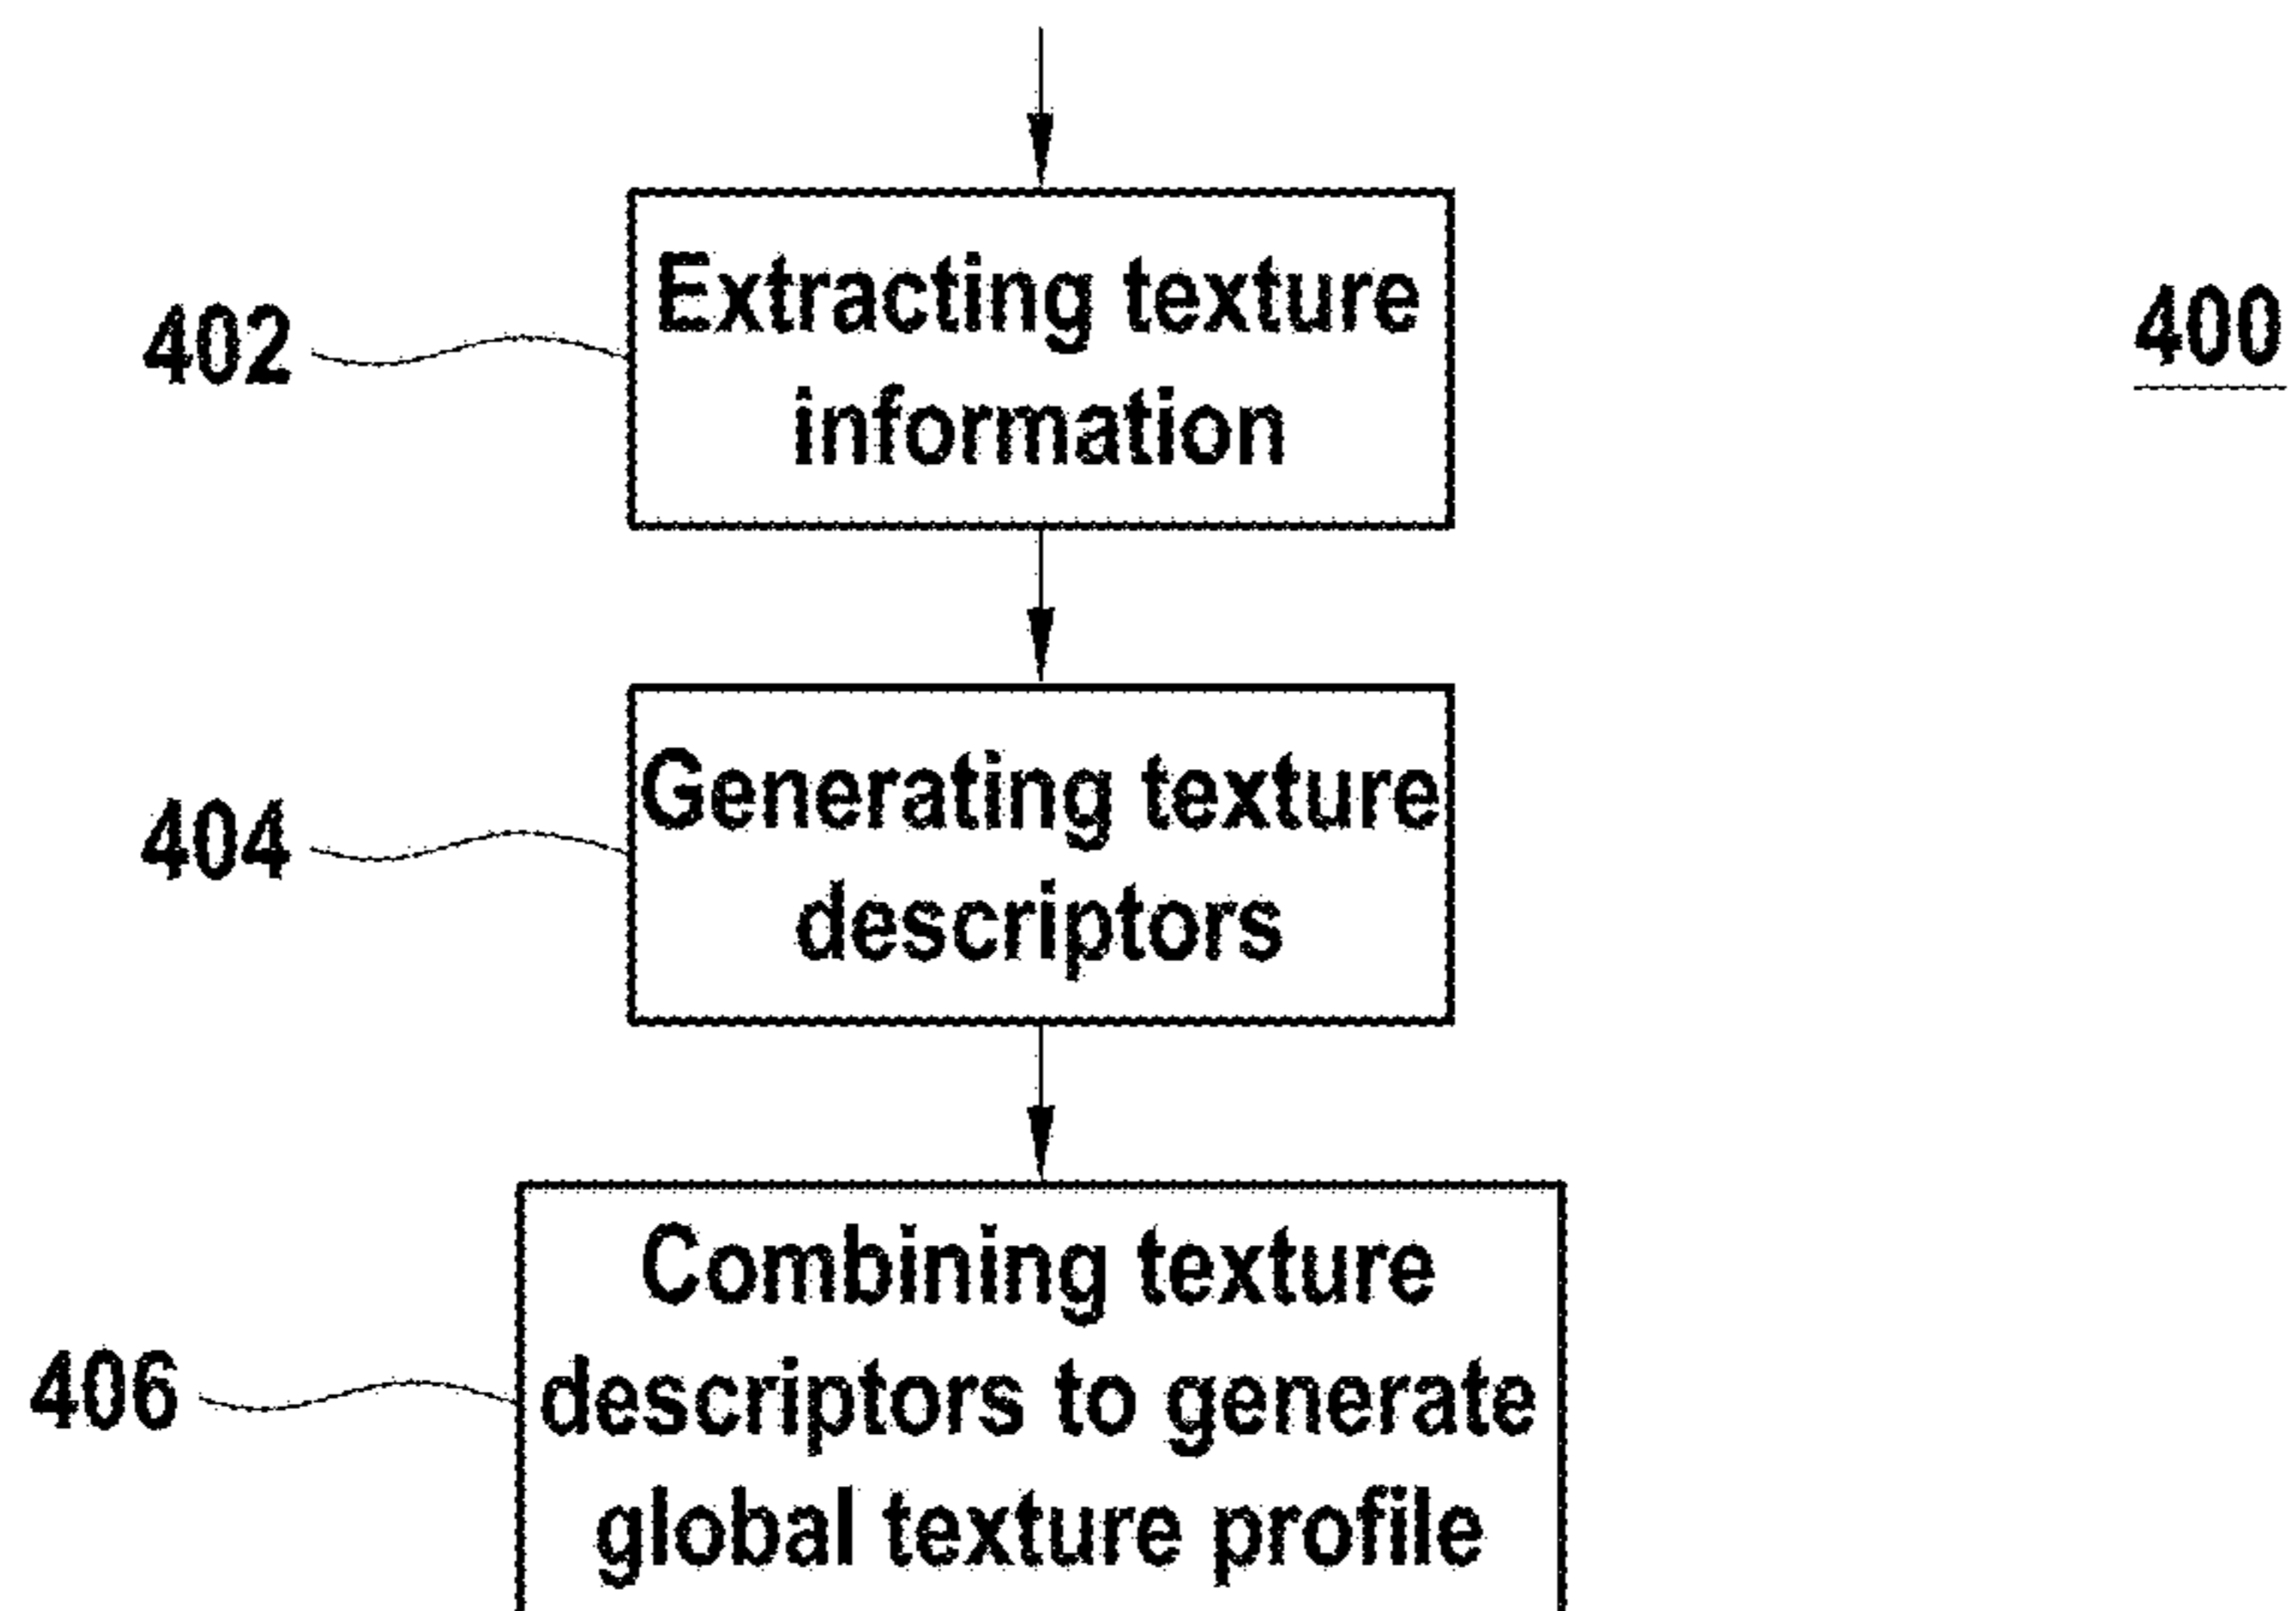 402
Extracting texture
information
400
404
Generating texture
descriptors
406
Combining texture
descriptors to generate
global texture profile